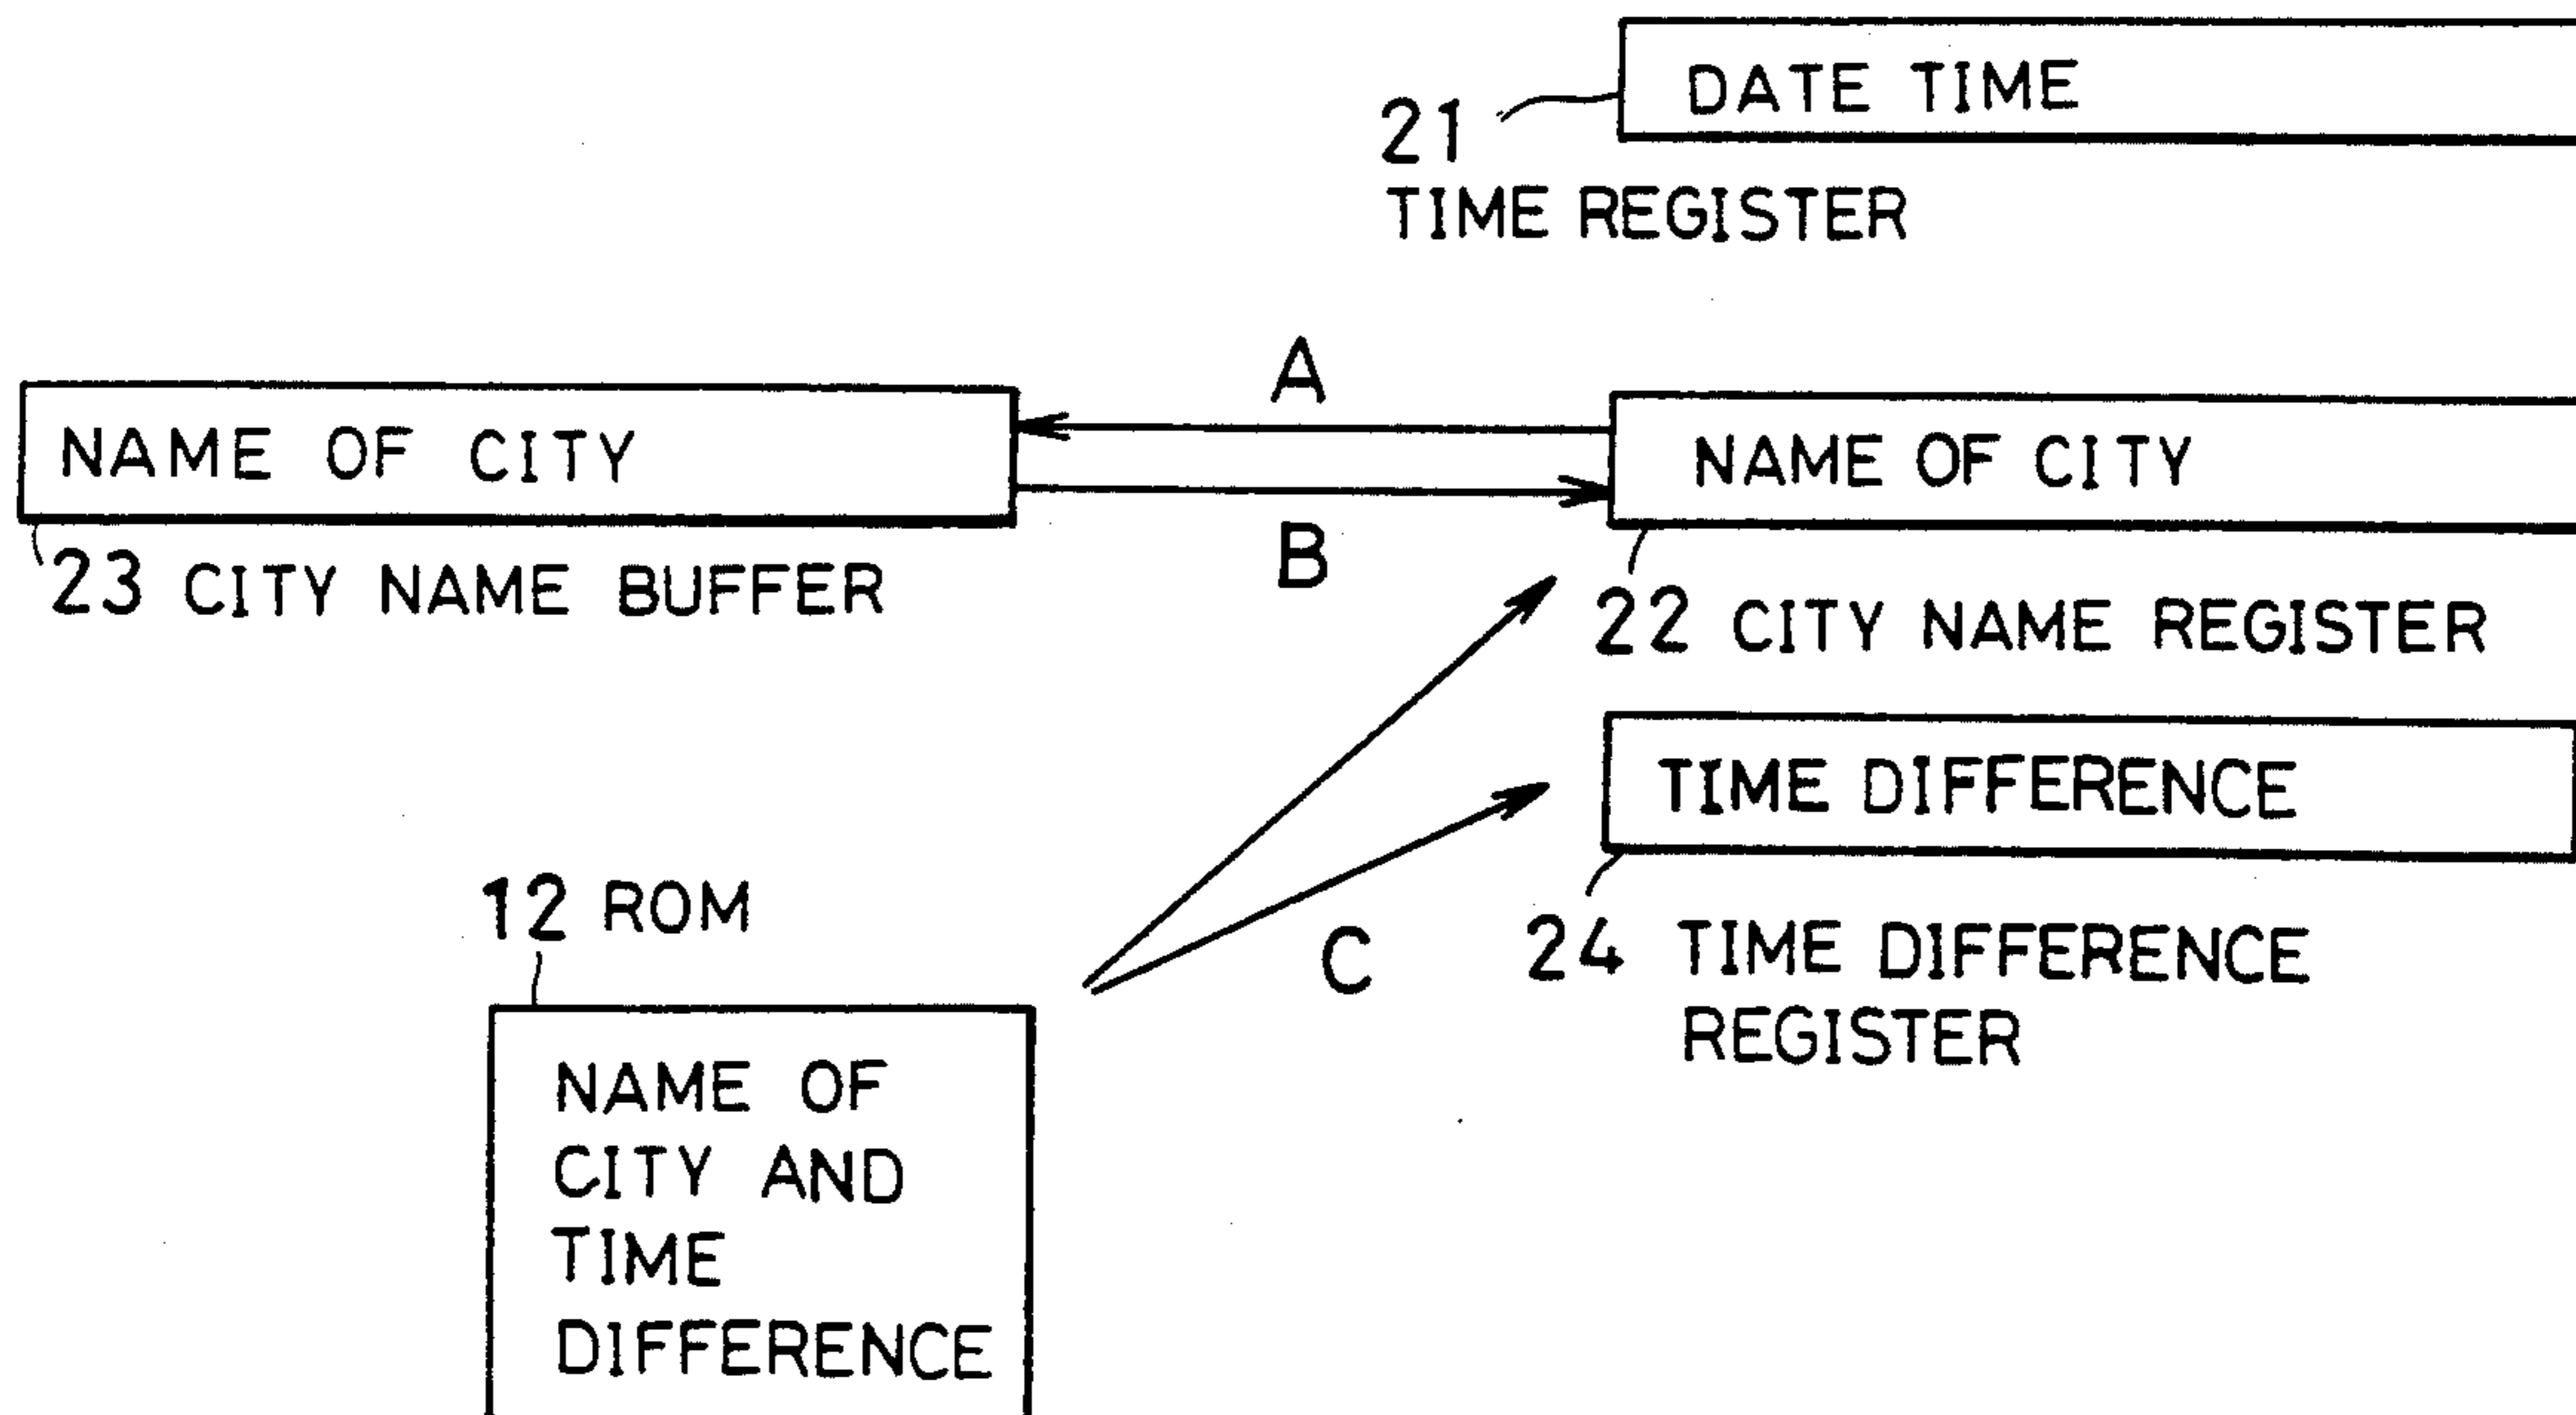 DATE TIME
21
TIME REGISTER
A
NAME OF CITY
NAME OF CITY
B
23 CITY NAME BUFFER
22 CITY NAME REGISTER
TIME DIFFERENCE
12 ROM
C
24 TIME DIFFERENCE
REGISTER
NAME OF
CITY AND
TIME
DIFFERENCE